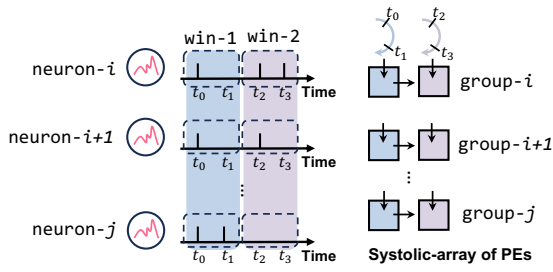 win-1 win-2
neuron-i
t0 t1 t2 t3 Time
neuron-i+1
t0 t1 t2 t3 Time
⋮
neuron-j
t0 t1 t2 t3 Time
t0 t2
t1 t3
group-i
group-i+1
⋮
group-j
Systolic-array of PEs